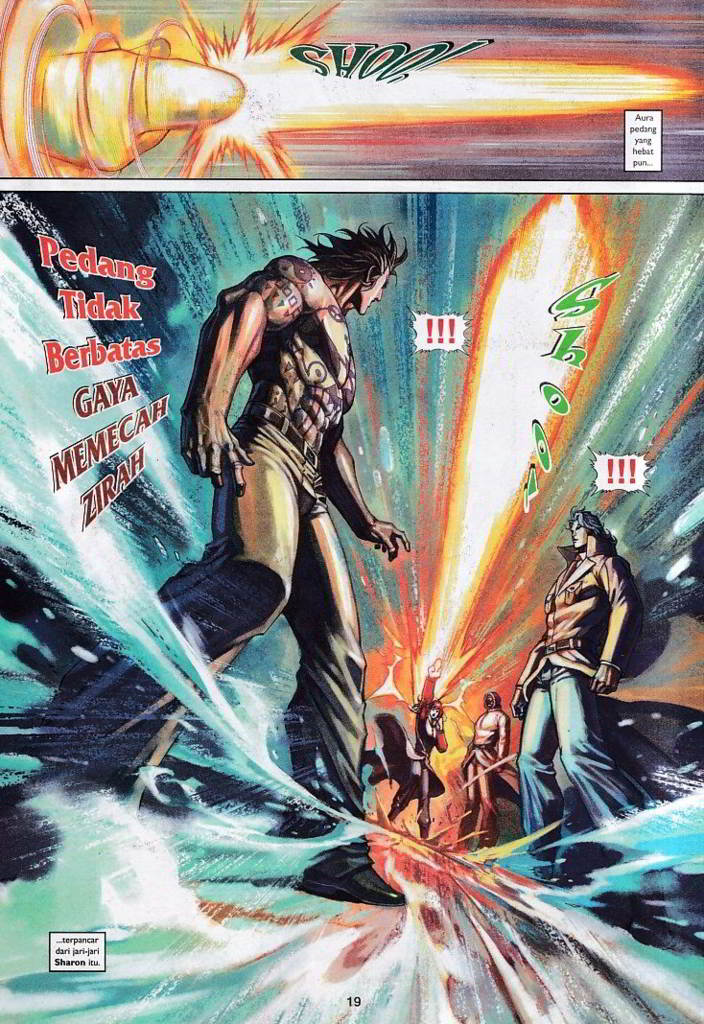 SHOO!
Aura
pedang
yang
hebat
pun...
Pedang
Tidak
Berbatas
GAYA
MEMECAH
ZIRAH
!!!
Shoo!
!!!
...terpancar
dari jari-jari
Sharon itu.
19